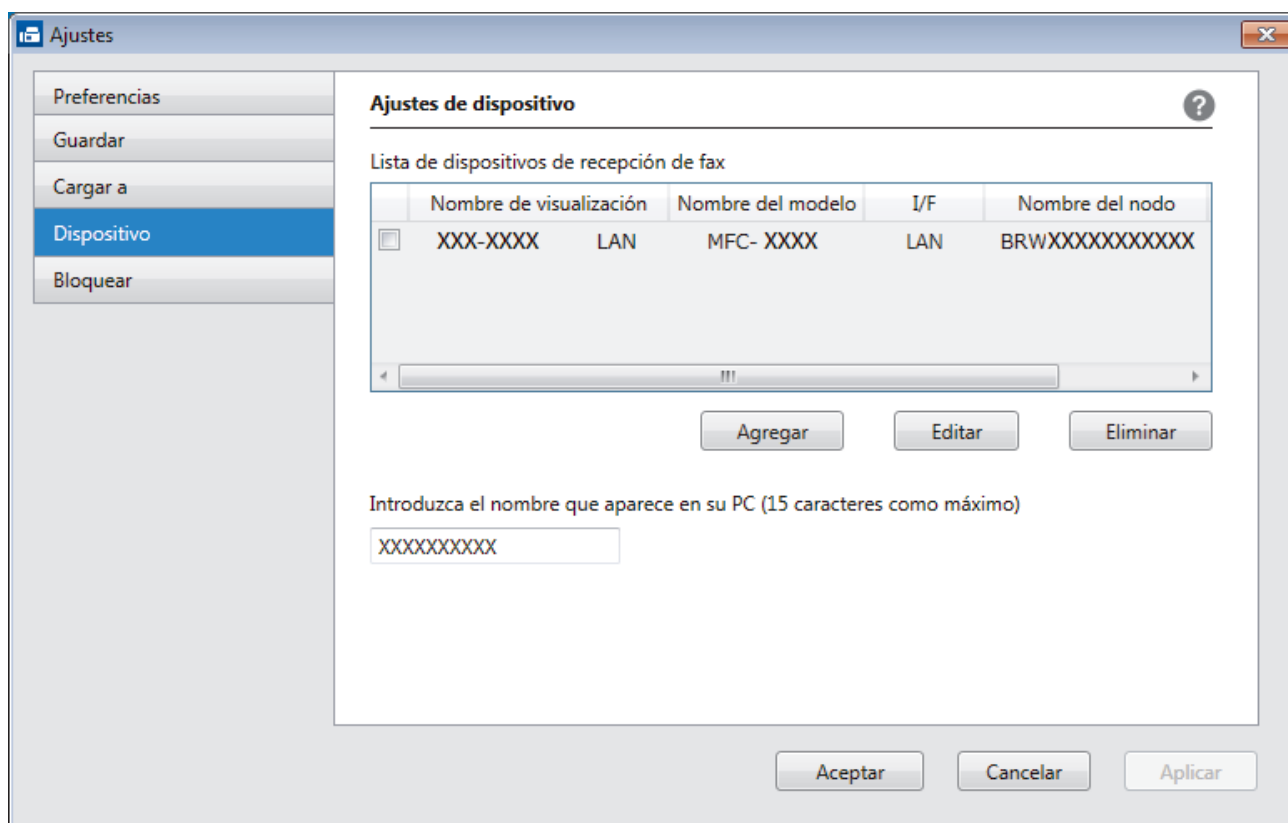 Ajustes
Preferencias
Guardar
Cargar a
Dispositivo
Bloquear
Ajustes de dispositivo
?
Lista de dispositivos de recepción de fax
Nombre de visualización Nombre del modelo I/F Nombre del nodo
XXX-XXXX LAN MFC- XXXX LAN BRWXXXXXXXXXXX
Agregar Editar Eliminar
Introduzca el nombre que aparece en su PC (15 caracteres como máximo)
XXXXXXXXXX
Aceptar Cancelar Aplicar